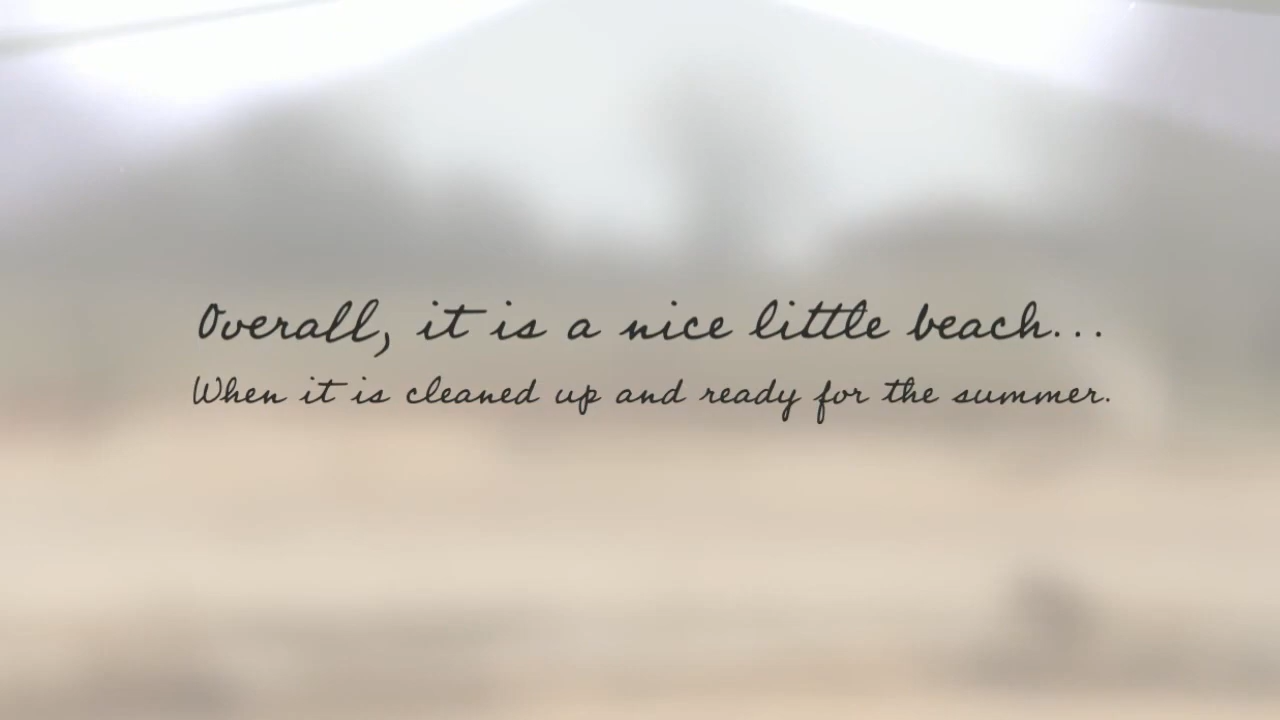 Overall, it is a nice little beach...
When it is cleaned up and ready for the summer.